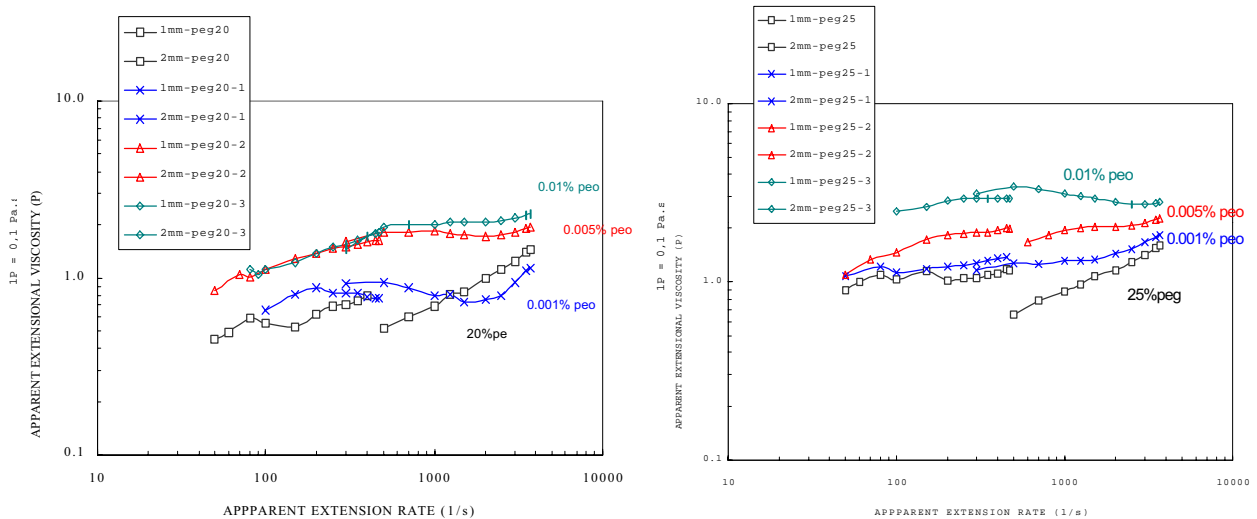 1mm-peg20
2mm-peg20
1mm-peg20-1
2mm-peg20-1
1mm-peg20-2
2mm-peg20-2
1mm-peg20-3
2mm-peg20-3
10.0
1.0
0.1
10
100
1000
10000
APPPARENT EXTENSION RATE (1/s)
APPARENT EXTENSIONAL VISCOSITY (P)
1P = 0,1 Pa.:
0.01% peo
0.005% peo
0.001% peo
20%pe
1mm-peg25
2mm-peg25
1mm-peg25-1
2mm-peg25-1
1mm-peg25-2
2mm-peg25-2
1mm-peg25-3
2mm-peg25-3
10.0
1.0
0.1
10
100
1000
10000
APPPARENT EXTENSION RATE (1/s)
APPARENT EXTENSIONAL VISCOSITY (P)
1P = 0,1 Pa.s
0.01% peo
0.005% peo
0.001% peo
25%peg